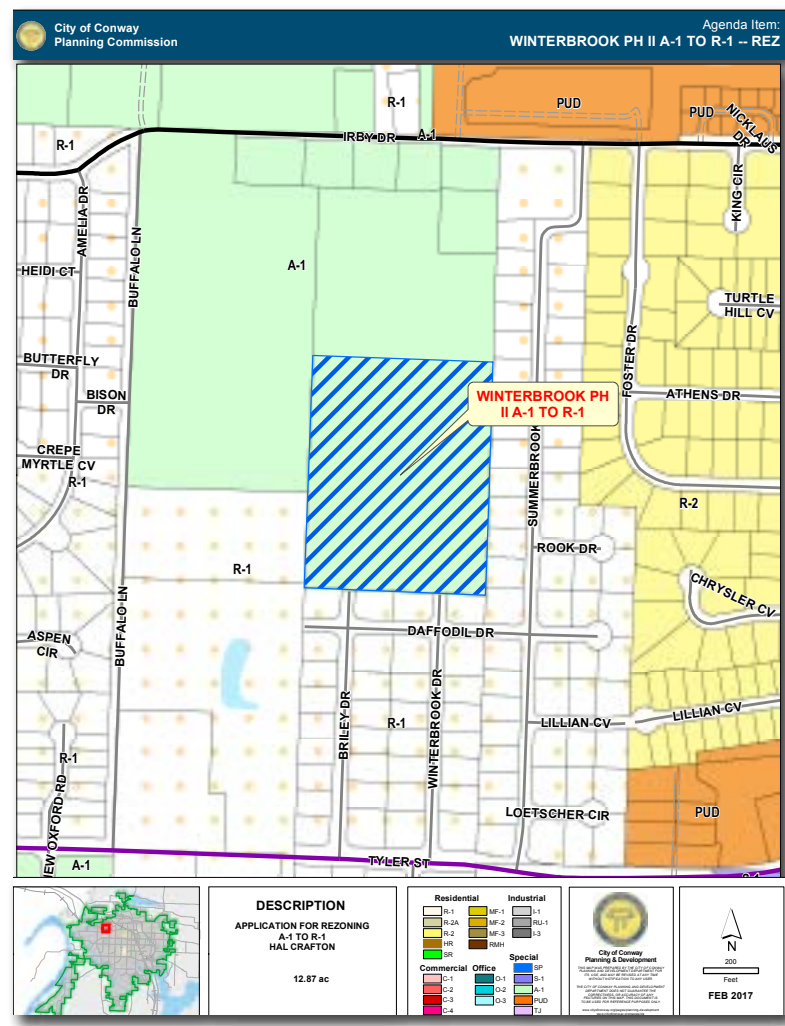 City of Conway
Planning Commission
Agenda Item:
WINTERBROOK PH II A-1 TO R-1 -- REZ
R-1
PUD
PUD
NICKLAUS DR
R-1
IRBY DR
A-1
AMELIA DR
BUFFALO LN
KING CIR
HEIDI CT
A-1
TURTLE
HILL CV
FOSTER DR
BUTTERFLY
DR
BISON
DR
WINTERBROOK PH
II A-1 TO R-1
ATHENS DR
CREPE
MYRTLE CV
R-1
SUMMERBROOK
R-2
ROOK DR
R-1
CHRYSLER CV
BUFFALO LN
ASPEN
CIR
DAFFODIL DR
BRILEY DR
WINTERBROOK DR
R-1
LILLIAN CV
LILLIAN CV
R-1
EW OXFORD RD
LOETSCHER CIR
PUD
TYLER ST
A-1
DESCRIPTION
APPLICATION FOR REZONING
A-1 TO R-1
HAL CRAFTON
12.87 ac
Residential
R-1
R-2A
R-2
HR
SR
MF-1
MF-2
MF-3
RMH
Industrial
I-1
RU-1
I-3
Commercial
C-1
C-2
C-3
C-4
Office
O-1
O-2
O-3
Special
SP
S-1
A-1
PUD
TJ
City of Conway
Planning & Development
N
200
Feet
FEB 2017